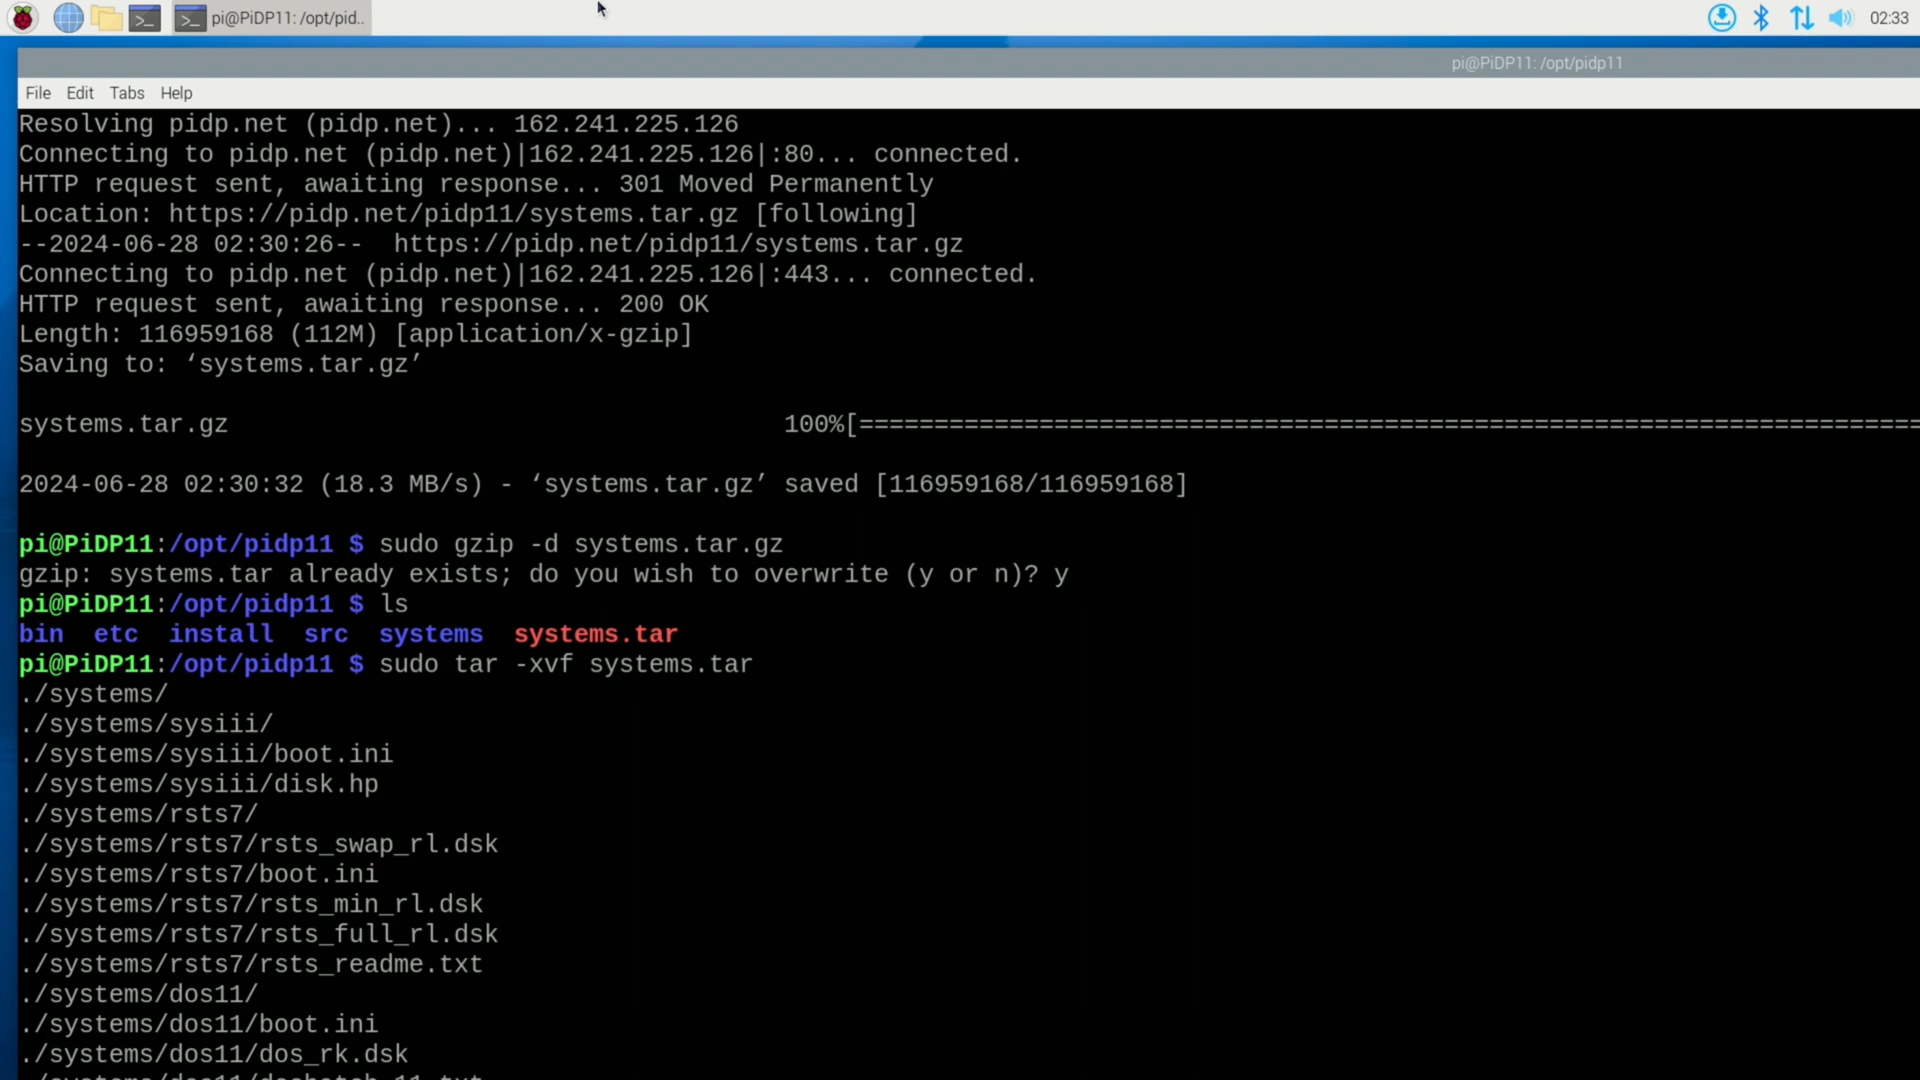 pi@PiDP11: /opt/pid..
02:33
pi@PiDP11: /opt/pidp11
File Edit Tabs Help
Resolving pidp.net (pidp.net)... 162.241.225.126
Connecting to pidp.net (pidp.net)|162.241.225.126|:80... connected.
HTTP request sent, awaiting response... 301 Moved Permanently
Location: https://pidp.net/pidp11/systems.tar.gz [following]
--2024-06-28 02:30:26--  https://pidp.net/pidp11/systems.tar.gz
Connecting to pidp.net (pidp.net)|162.241.225.126|:443... connected.
HTTP request sent, awaiting response... 200 OK
Length: 116959168 (112M) [application/x-gzip]
Saving to: ‘systems.tar.gz’
systems.tar.gz 100%[=======================================================================
2024-06-28 02:30:32 (18.3 MB/s) - ‘systems.tar.gz’ saved [116959168/116959168]
pi@PiDP11:/opt/pidp11 $ sudo gzip -d systems.tar.gz
gzip: systems.tar already exists; do you wish to overwrite (y or n)? y
pi@PiDP11:/opt/pidp11 $ ls
bin  etc  install  src  systems  systems.tar
pi@PiDP11:/opt/pidp11 $ sudo tar -xvf systems.tar
./systems/
./systems/sysiii/
./systems/sysiii/boot.ini
./systems/sysiii/disk.hp
./systems/rsts7/
./systems/rsts7/rsts_swap_rl.dsk
./systems/rsts7/boot.ini
./systems/rsts7/rsts_min_rl.dsk
./systems/rsts7/rsts_full_rl.dsk
./systems/rsts7/rsts_readme.txt
./systems/dos11/
./systems/dos11/boot.ini
./systems/dos11/dos_rk.dsk